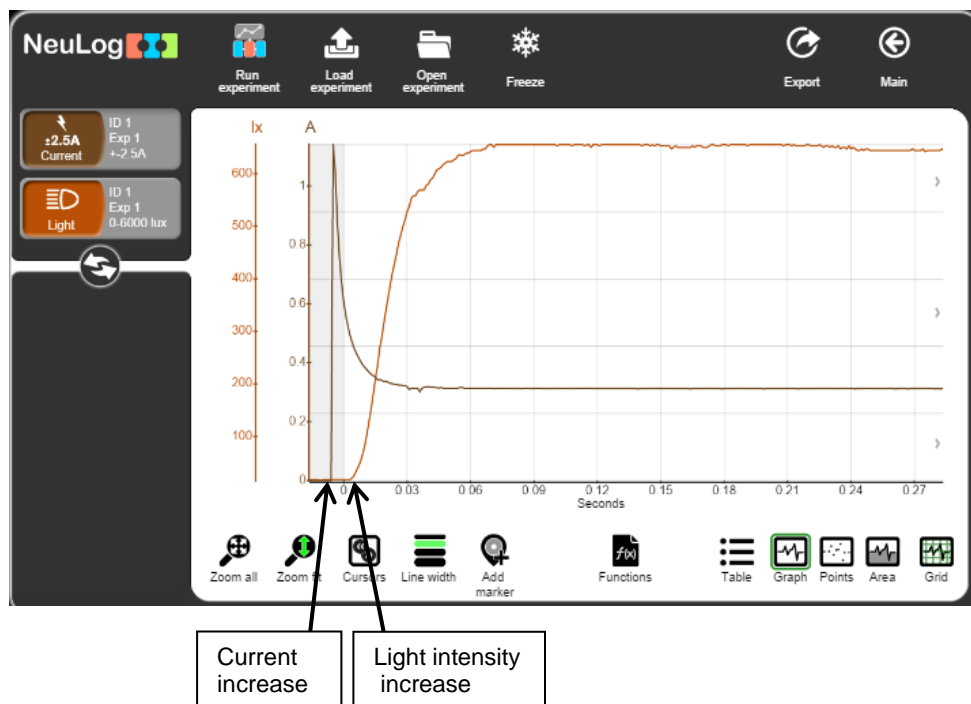 NeuLog
Run
experiment
Load
experiment
Open
experiment
Freeze
Export
Main
±2.5A
Current
ID 1
Exp 1
+-2.5A
Light
ID 1
Exp 1
0-6000 lux
lx
A
600
500
400
300
200
100
1
0.8
0.6
0.4
0.2
0
0
0.03
0.06
0.09
0.12
0.15
0.18
0.21
0.24
0.27
Seconds
Zoom all
Zoom fit
Cursors
Line width
Add
marker
f(x)
Functions
Table
Graph
Points
Area
Grid
Current
increase
Light intensity
increase